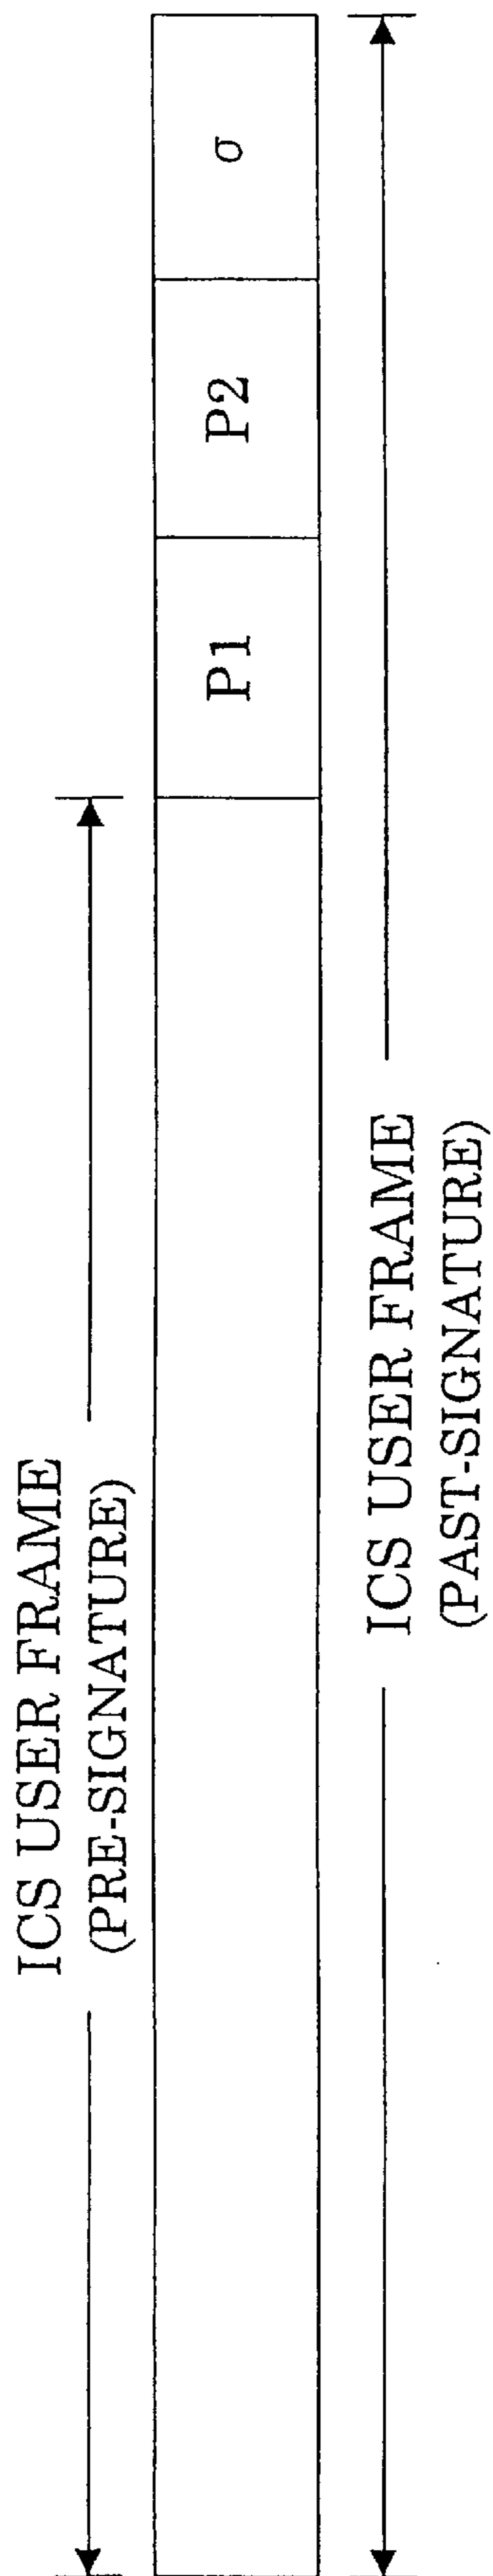 ICS USER FRAME
(PRE-SIGNATURE)
P1
P2
σ
ICS USER FRAME
(PAST-SIGNATURE)